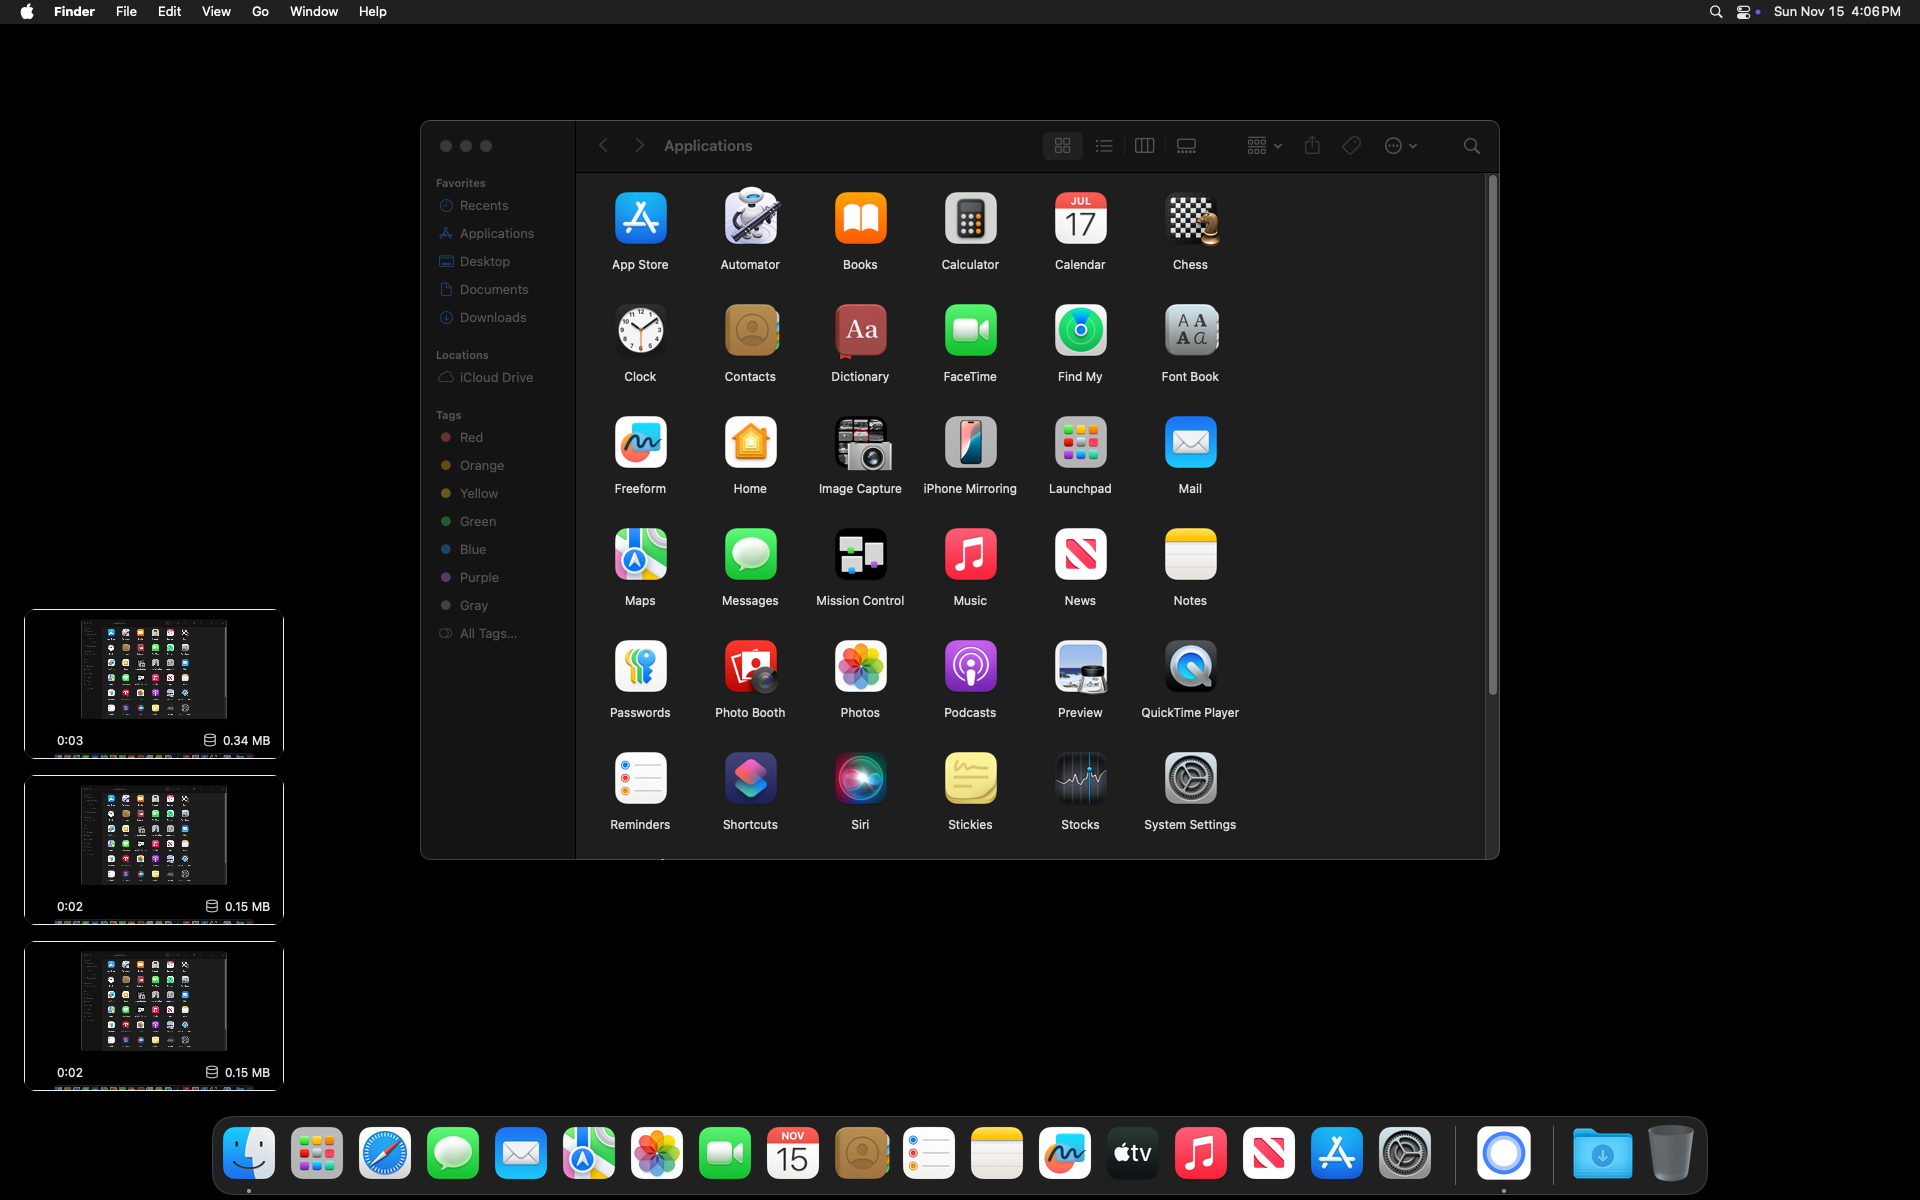 Finder File Edit View Go Window Help
Sun Nov 15 4:06 PM
Applications
Favorites
Recents
Applications
Desktop
Documents
Downloads
Locations
iCloud Drive
Tags
Red
Orange
Yellow
Green
Blue
Purple
Gray
All Tags...
JUL
17
App Store Automator Books Calculator Calendar Chess
Aa
A A
A a
Clock Contacts Dictionary FaceTime Find My Font Book
Freeform Home Image Capture iPhone Mirroring Launchpad Mail
Maps Messages Mission Control Music News Notes
Passwords Photo Booth Photos Podcasts Preview QuickTime Player
Reminders Shortcuts Siri Stickies Stocks System Settings
0:03 0.34 MB
0:02 0.15 MB
0:02 0.15 MB
NOV
15
tv